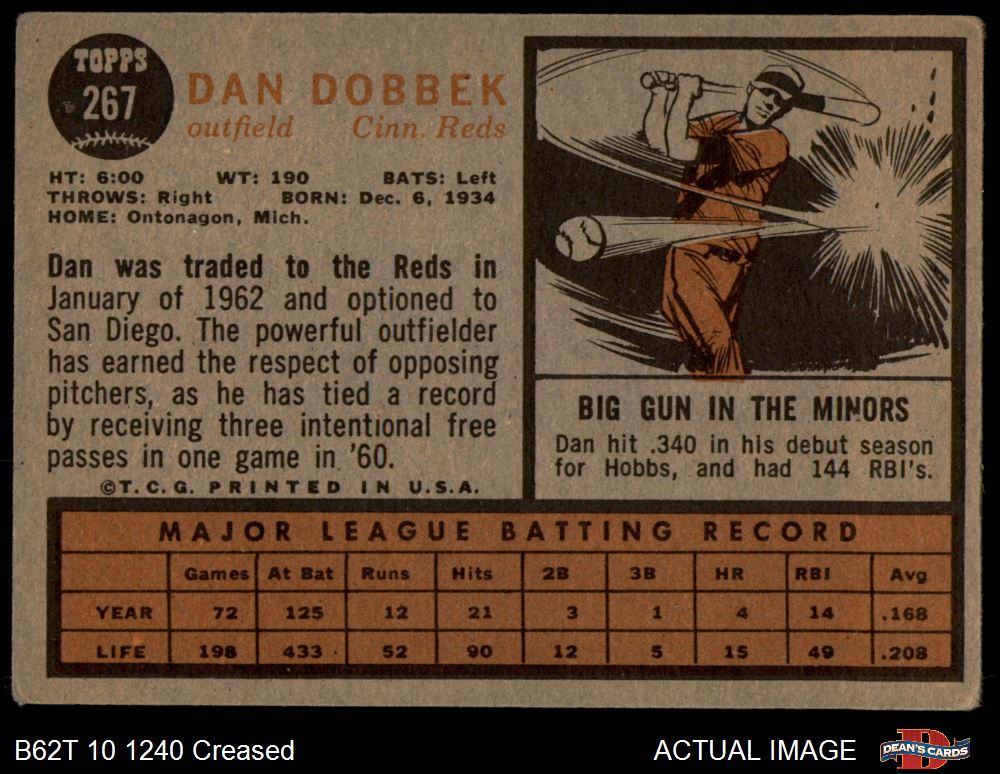 TOPPS
267
DAN DOBBEK
outfield Cinn. Reds
HT: 6:00 WT: 190 BATS: Left
THROWS: Right BORN: Dec. 6, 1934
HOME: Ontonagon, Mich.
Dan was traded to the Reds in
January of 1962 and optioned to
San Diego. The powerful outfielder
has earned the respect of opposing
pitchers, as he has tied a record
by receiving three intentional free
passes in one game in '60.
©T.C.G. PRINTED IN U.S.A.
BIG GUN IN THE MINORS
Dan hit .340 in his debut season
for Hobbs, and had 144 RBI's.
MAJOR LEAGUE BATTING RECORD
Games At Bat Runs Hits 2B 3B HR RBI Avg
YEAR 72 125 12 21 3 1 4 14 .168
LIFE 198 433 52 90 12 5 15 49 .208
B62T 10 1240 Creased ACTUAL IMAGE DEAN'S CARDS